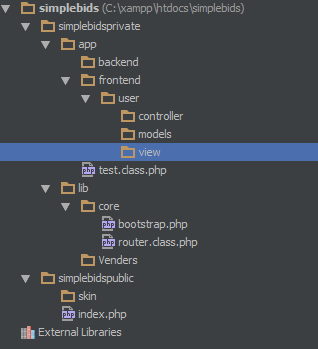 simplebids (C:\xampp\htdocs\simplebids)
simplebidsprivate
app
backend
frontend
user
controller
models
view
php test.class.php
lib
core
php bootstrap.php
php router.class.php
Venders
simplebidspublic
skin
php index.php
External Libraries